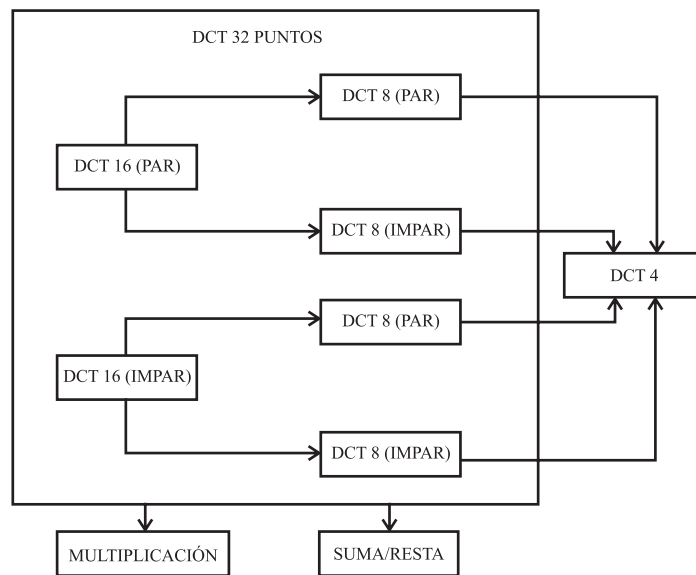 DCT 32 PUNTOS
DCT 8 (PAR)
DCT 16 (PAR)
DCT 8 (IMPAR)
DCT 4
DCT 8 (PAR)
DCT 16 (IMPAR)
DCT 8 (IMPAR)
MULTIPLICACIÓN
SUMA/RESTA